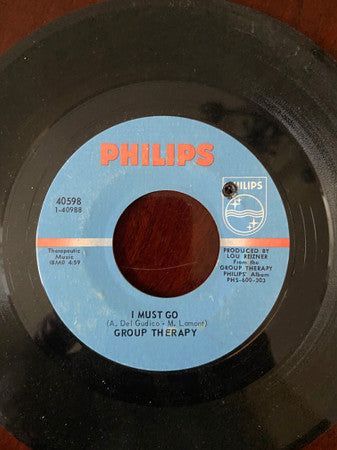 PHILIPS
40598
1-40988
PHILIPS
Therapeutic
Music
(BMI) 4:59
PRODUCED BY
LOU REIZNER
From the
GROUP THERAPY
PHILIPS' Album
PHS-600-303
I MUST GO
(A. Del Gudico - M. Lamont)
GROUP THERAPY